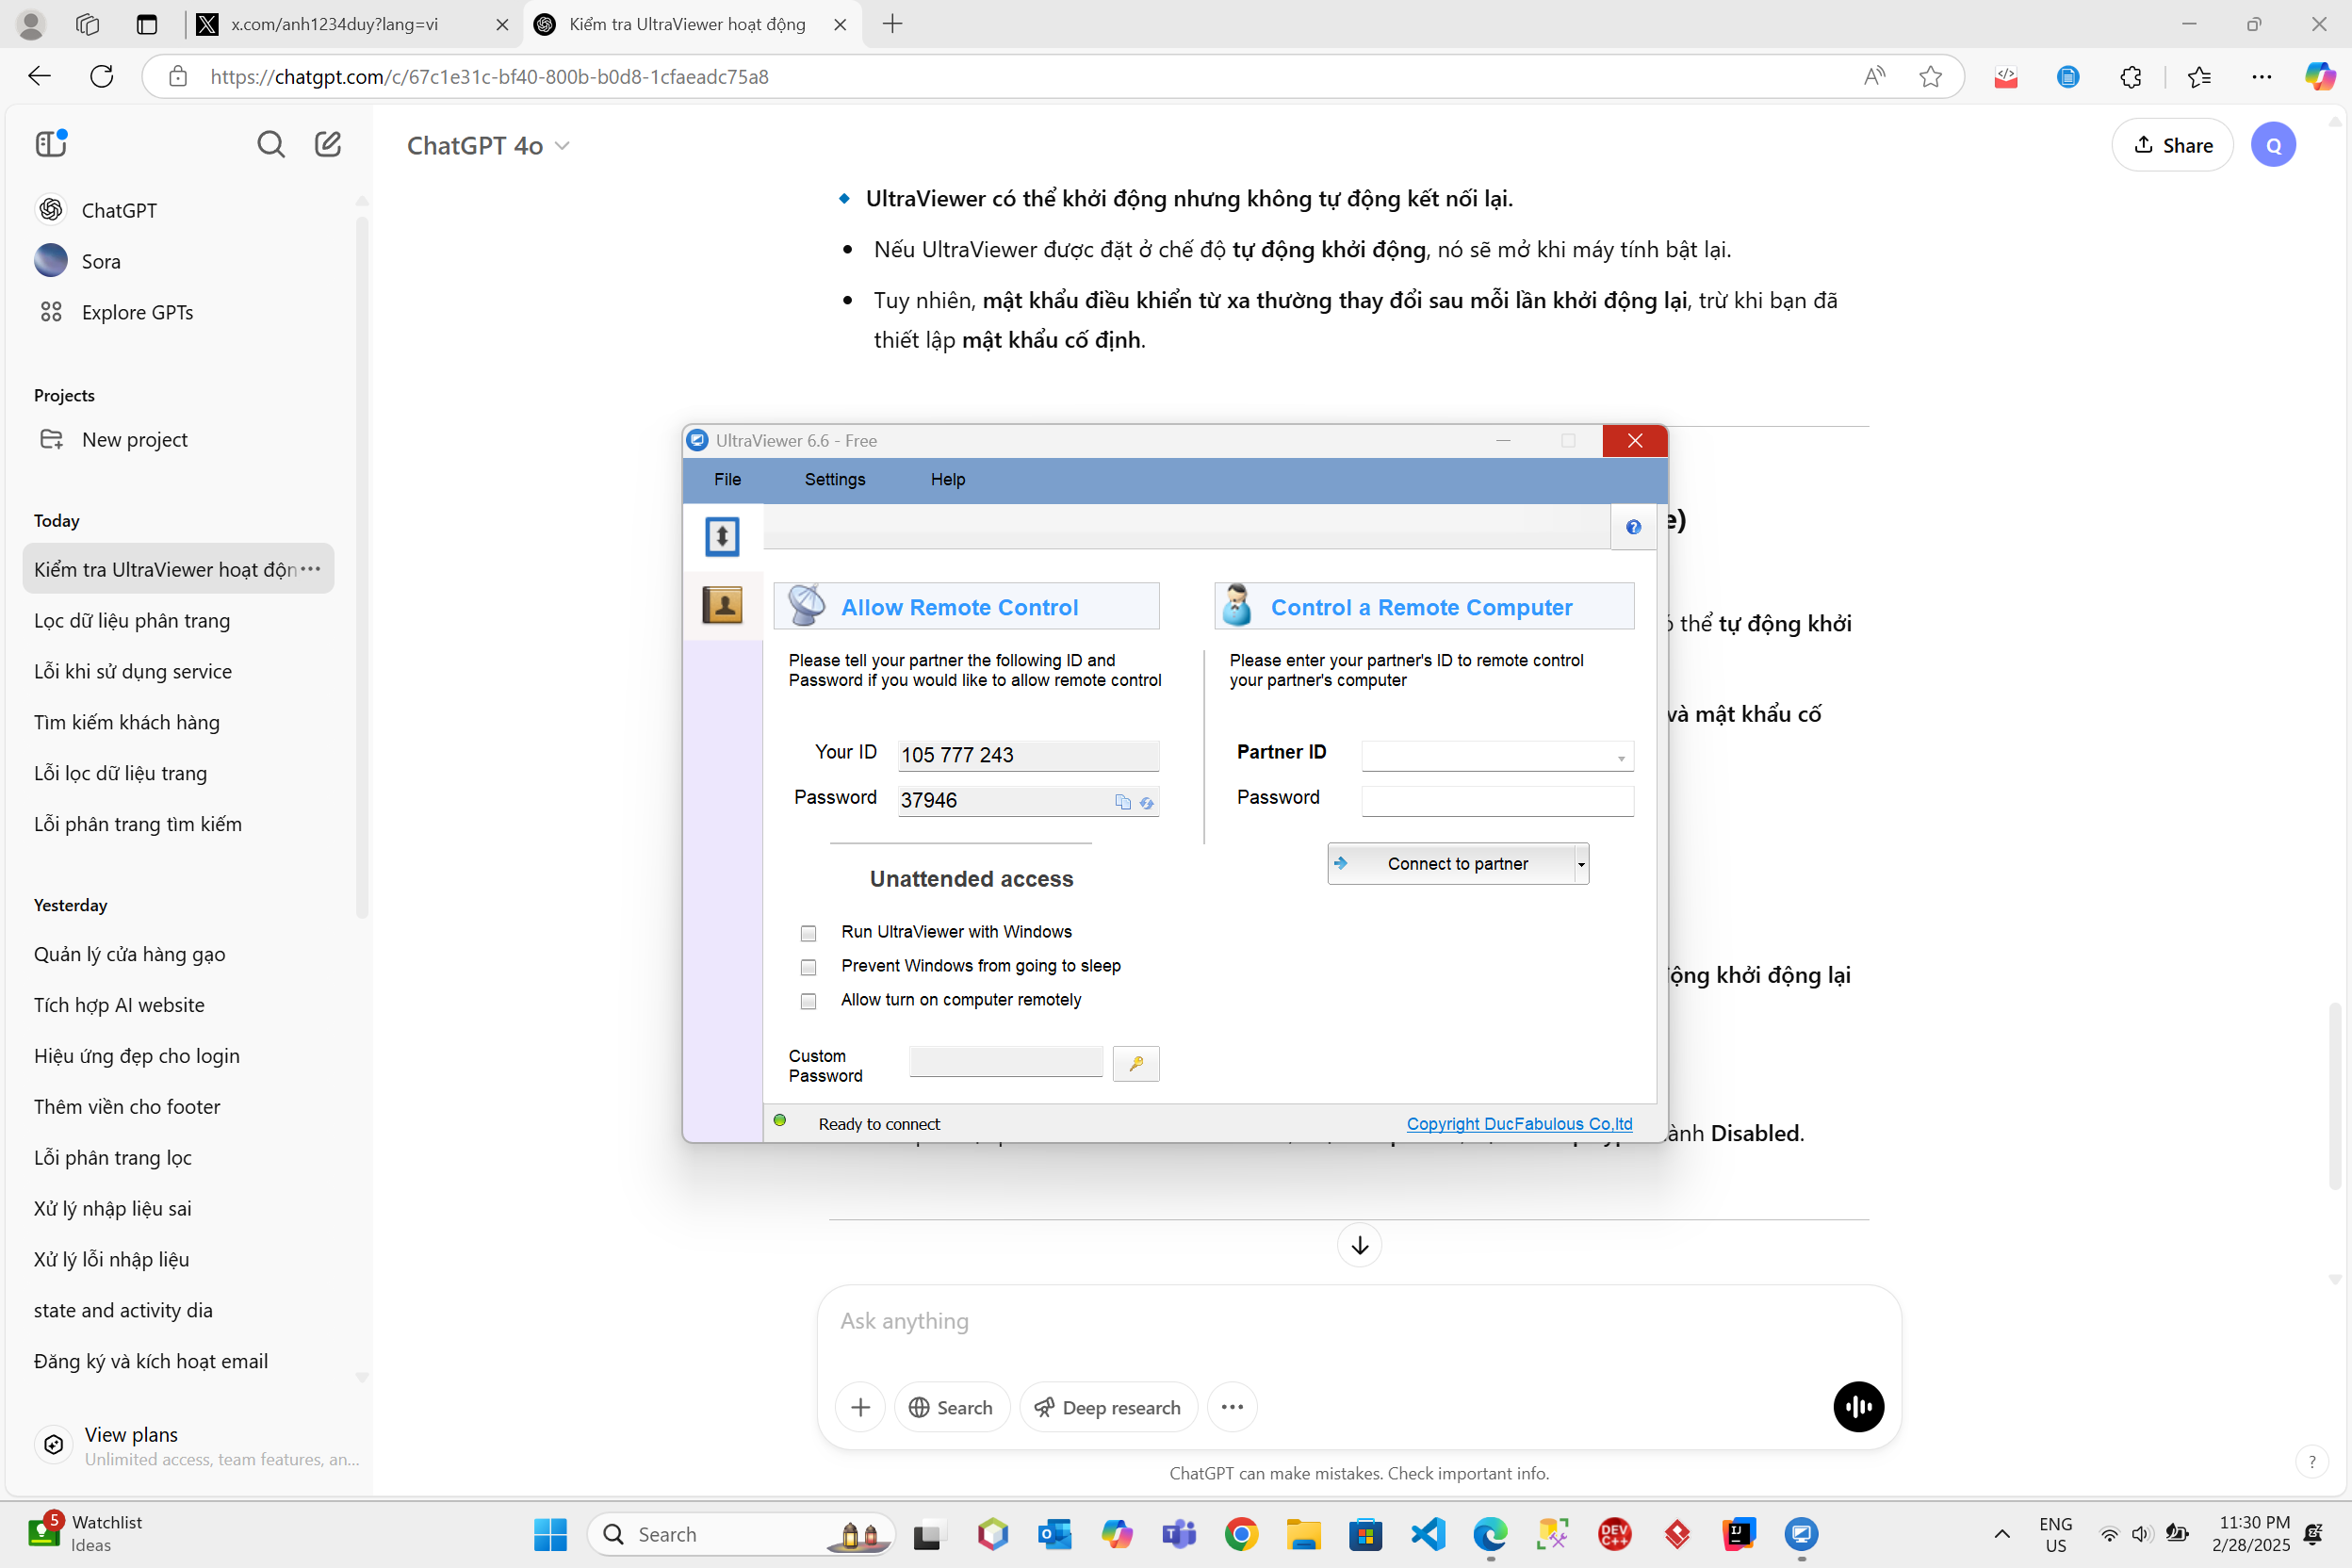 x.com/anh1234duy?lang=vi
Kiểm tra UltraViewer hoạt động
https://chatgpt.com/c/67c1e31c-bf40-800b-b0d8-1cfaeadc75a8
ChatGPT 4o
Share
Q
ChatGPT
Sora
Explore GPTs
Projects
New project
Today
Kiểm tra UltraViewer hoạt độn
Lọc dữ liệu phân trang
Lỗi khi sử dụng service
Tìm kiếm khách hàng
Lỗi lọc dữ liệu trang
Lỗi phân trang tìm kiếm
Yesterday
Quản lý cửa hàng gạo
Tích hợp AI website
Hiệu ứng đẹp cho login
Thêm viền cho footer
Lỗi phân trang lọc
Xử lý nhập liệu sai
Xử lý lỗi nhập liệu
state and activity dia
Đăng ký và kích hoạt email
View plans
Unlimited access, team features, an...
UltraViewer có thể khởi động nhưng không tự động kết nối lại.
Nếu UltraViewer được đặt ở chế độ tự động khởi động, nó sẽ mở khi máy tính bật lại.
Tuy nhiên, mật khẩu điều khiển từ xa thường thay đổi sau mỗi lần khởi động lại, trừ khi bạn đã
thiết lập mật khẩu cố định.
e)
thể tự động khởi
và mật khẩu cố
khởi động lại
Disabled.
UltraViewer 6.6 - Free
File
Settings
Help
Allow Remote Control
Please tell your partner the following ID and
Password if you would like to allow remote control
Your ID
105 777 243
Password
37946
Unattended access
Run UltraViewer with Windows
Prevent Windows from going to sleep
Allow turn on computer remotely
Custom
Password
Control a Remote Computer
Please enter your partner's ID to remote control
your partner's computer
Partner ID
Password
Connect to partner
Ready to connect
Copyright DucFabulous Co,ltd
Ask anything
Search
Deep research
ChatGPT can make mistakes. Check important info.
?
5
Watchlist
Ideas
Search
DEV
C++
IJ
ENG
US
11:30 PM
2/28/2025